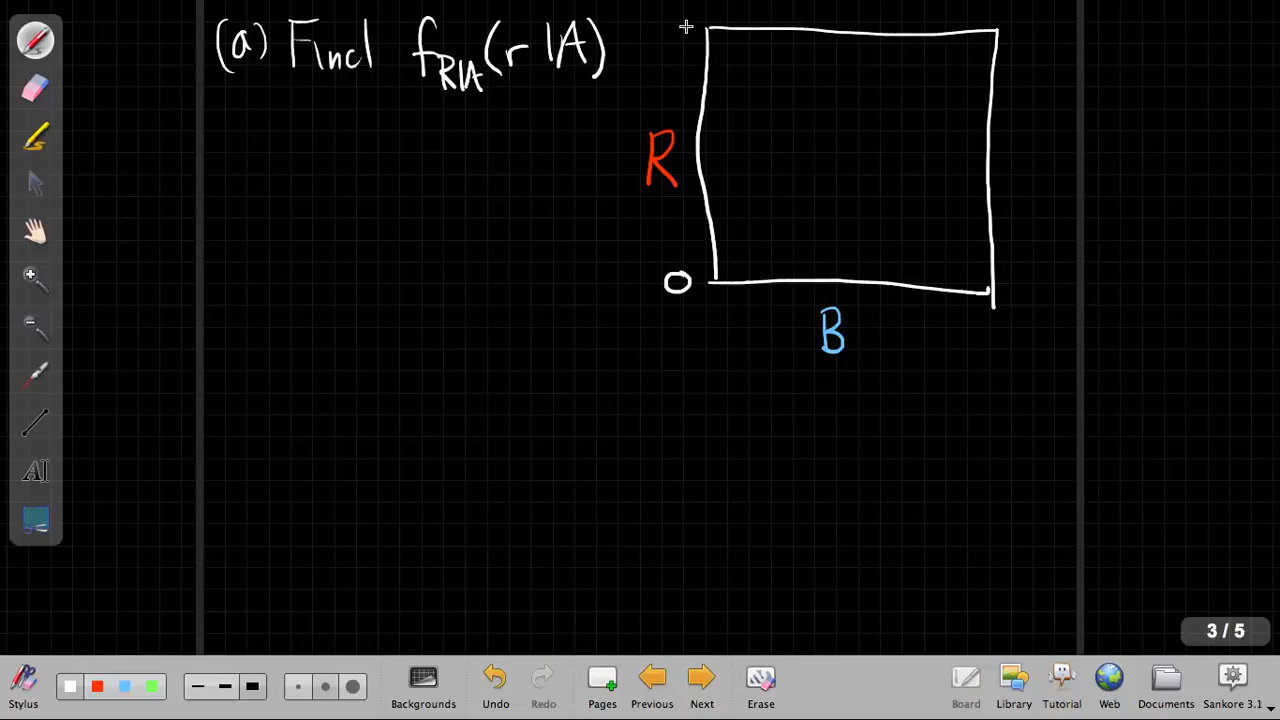 (a) Find f_{R|A}(r|A)
R
0
B
AI
3 / 5
Stylus
Backgrounds
Undo
Redo
Pages
Previous
Next
Erase
Board
Library
Tutorial
Web
Documents
Sankore 3.1